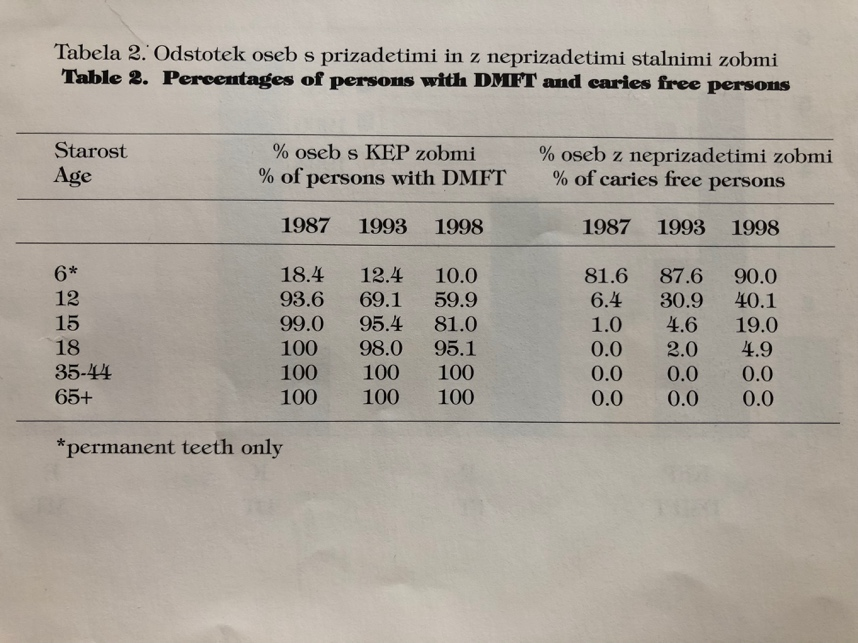 Tabela 2. Odstotek oseb s prizadetimi in z neprizadetimi stalnimi zobmi
Table 2. Percentages of persons with DMFT and caries free persons
Starost % oseb s KEP zobmi % oseb z neprizadetimi zobmi
Age % of persons with DMFT % of caries free persons
1987 1993 1998 1987 1993 1998
6* 18.4 12.4 10.0 81.6 87.6 90.0
12 93.6 69.1 59.9 6.4 30.9 40.1
15 99.0 95.4 81.0 1.0 4.6 19.0
18 100 98.0 95.1 0.0 2.0 4.9
35-44 100 100 100 0.0 0.0 0.0
65+ 100 100 100 0.0 0.0 0.0
*permanent teeth only